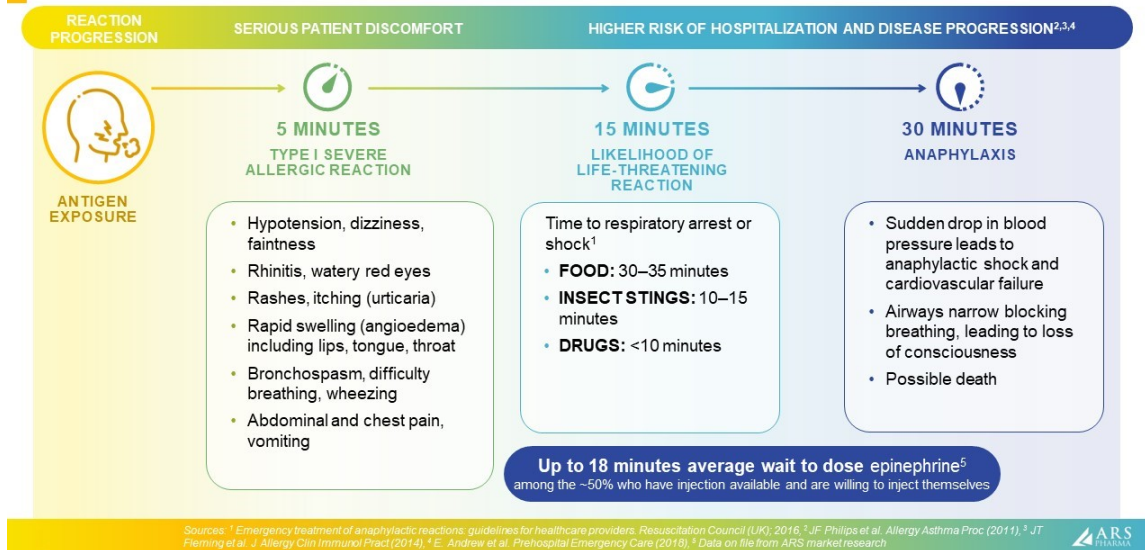 REACTION
PROGRESSION
SERIOUS PATIENT DISCOMFORT
HIGHER RISK OF HOSPITALIZATION AND DISEASE PROGRESSION2,3,4
ANTIGEN
EXPOSURE
5 MINUTES
TYPE I SEVERE
ALLERGIC REACTION
• Hypotension, dizziness,
faintness
• Rhinitis, watery red eyes
• Rashes, itching (urticaria)
• Rapid swelling (angioedema)
including lips, tongue, throat
• Bronchospasm, difficulty
breathing, wheezing
• Abdominal and chest pain,
vomiting
15 MINUTES
LIKELIHOOD OF
LIFE-THREATENING
REACTION
Time to respiratory arrest or
shock1
• FOOD: 30–35 minutes
• INSECT STINGS: 10–15
minutes
• DRUGS: <10 minutes
30 MINUTES
ANAPHYLAXIS
• Sudden drop in blood
pressure leads to
anaphylactic shock and
cardiovascular failure
• Airways narrow blocking
breathing, leading to loss
of consciousness
• Possible death
Up to 18 minutes average wait to dose epinephrine5
among the ~50% who have injection available and are willing to inject themselves
Sources: 1 Emergency treatment of anaphylactic reactions: guidelines for healthcare providers. Resuscitation Council (UK); 2016, 2 JF Philips et al. Allergy Asthma Proc (2011), 3 JT
Fleming et al. J Allergy Clin Immunol Pract (2014), 4 E. Andrew et al. Prehospital Emergency Care (2018), 5 Data on file from ARS market research
ARS
PHARMA